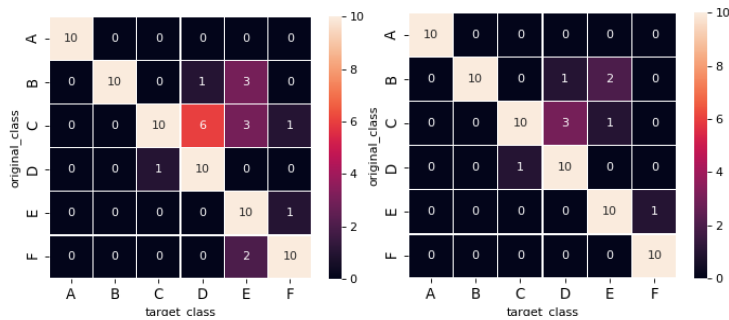 A 10 0 0 0 0 0
B 0 10 0 1 3 0
C 0 0 10 6 3 1
D 0 0 1 10 0 0
E 0 0 0 0 10 1
F 0 0 0 0 2 10
A B C D E F
target_class
original_class
10
8
6
4
2
0
A 10 0 0 0 0 0
B 0 10 0 1 2 0
C 0 0 10 3 1 0
D 0 0 1 10 0 0
E 0 0 0 0 10 1
F 0 0 0 0 0 10
A B C D E F
target_class
original_class
10
8
6
4
2
0